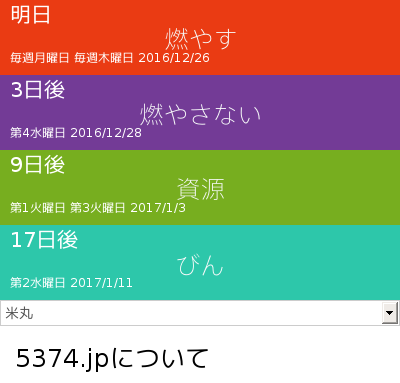 明日
燃やす
毎週月曜日 毎週木曜日 2016/12/26
3日後
燃やさない
第4水曜日 2016/12/28
9日後
資源
第1火曜日 第3火曜日 2017/1/3
17日後
びん
第2水曜日 2017/1/11
米丸
5374.jpについて